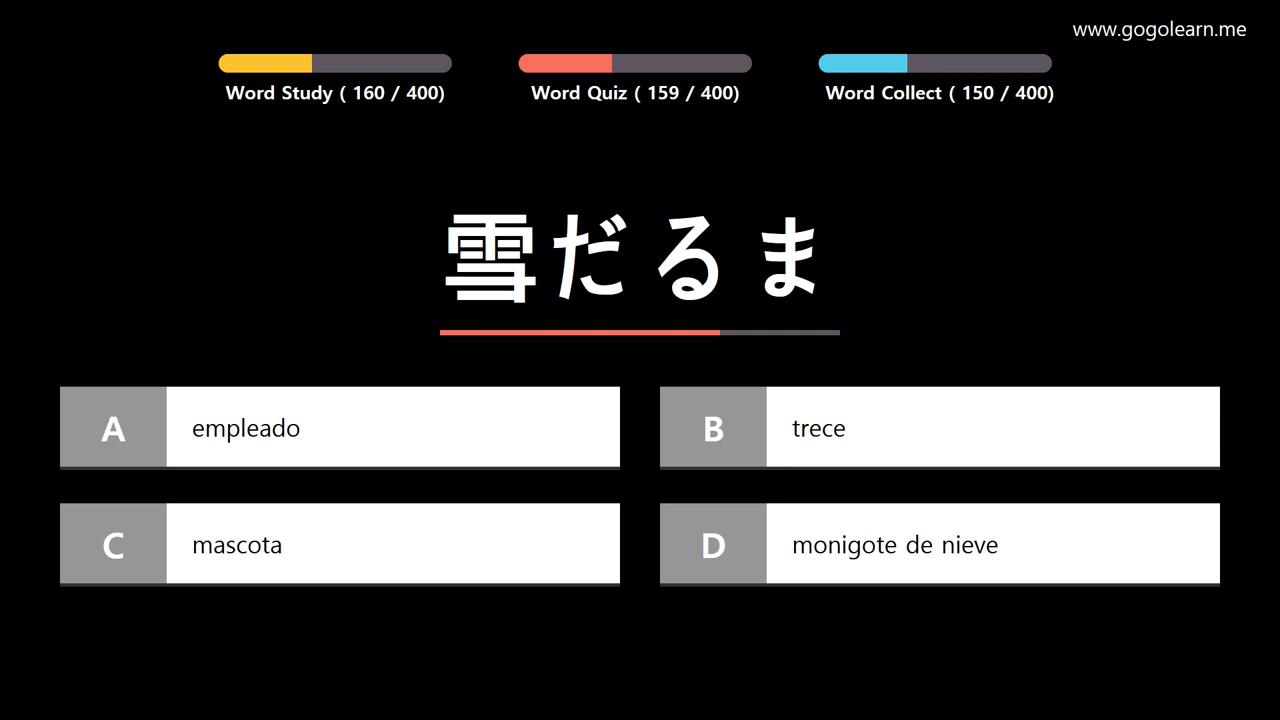 www.gogolearn.me
Word Study ( 160 / 400)
Word Quiz ( 159 / 400)
Word Collect ( 150 / 400)
雪だるま
A
empleado
B
trece
C
mascota
D
monigote de nieve